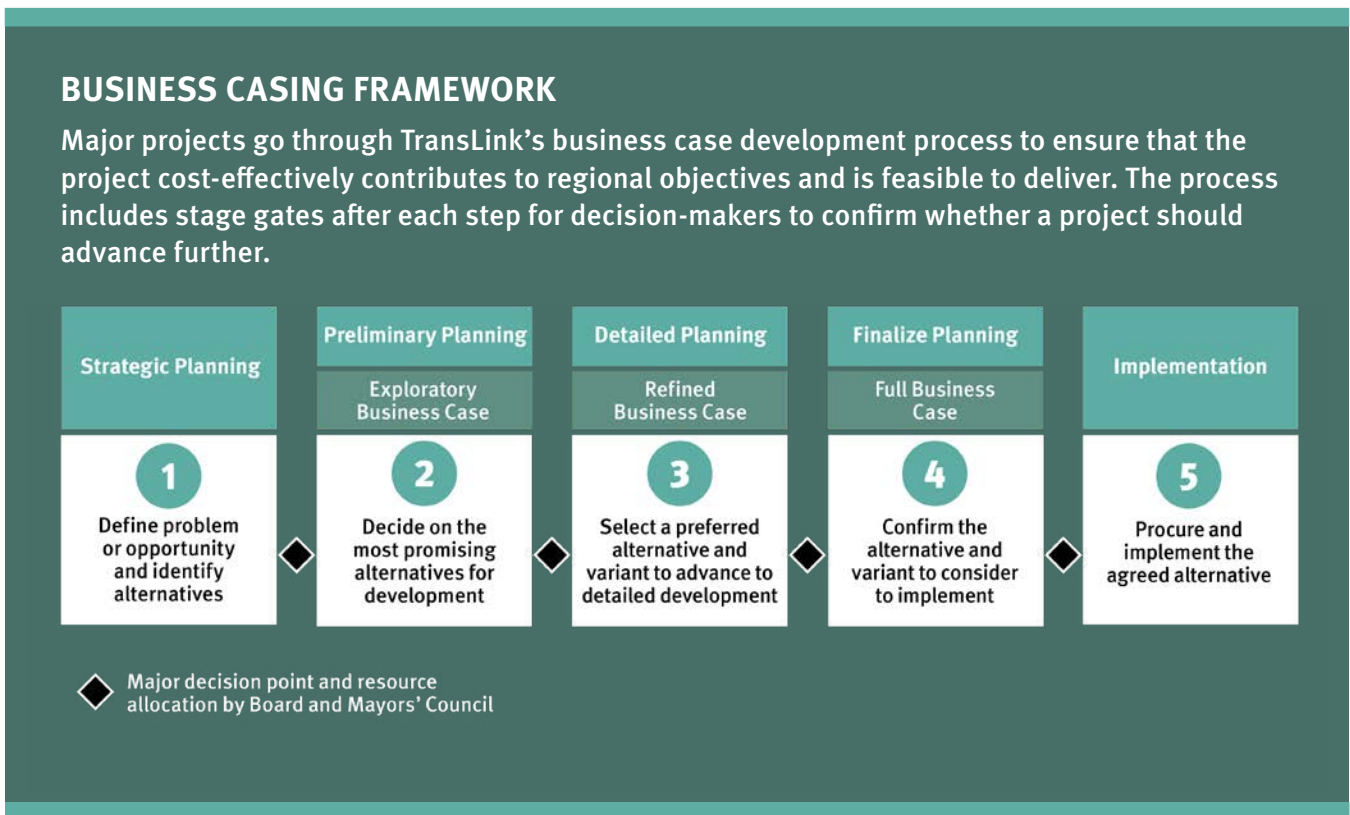 BUSINESS CASING FRAMEWORK
Major projects go through TransLink’s business case development process to ensure that the
project cost-effectively contributes to regional objectives and is feasible to deliver. The process
includes stage gates after each step for decision-makers to confirm whether a project should
advance further.
Strategic Planning
1
Define problem
or opportunity
and identify
alternatives
Preliminary Planning
Exploratory
Business Case
2
Decide on the
most promising
alternatives for
development
Detailed Planning
Refined
Business Case
3
Select a preferred
alternative and
variant to advance to
detailed development
Finalize Planning
Full Business
Case
4
Confirm the
alternative and
variant to consider
to implement
Implementation
5
Procure and
implement the
agreed alternative
Major decision point and resource
allocation by Board and Mayors’ Council